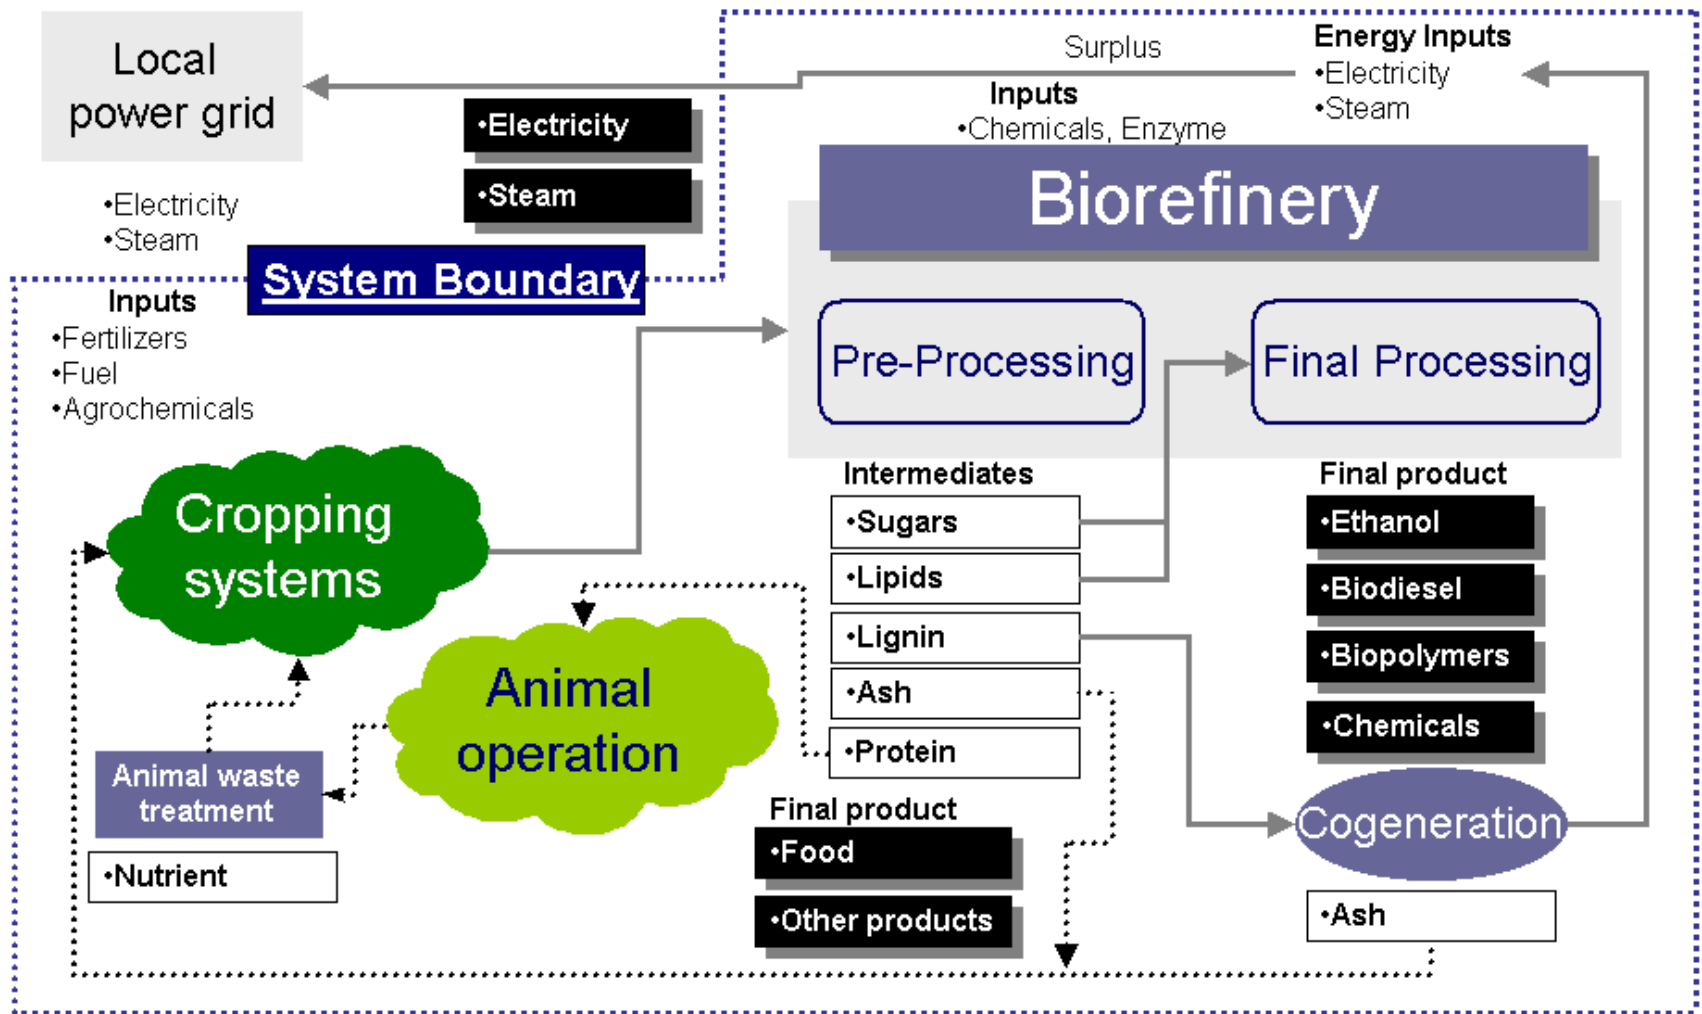 Local
power grid
Surplus
Energy Inputs
•Electricity
•Steam
Inputs
•Chemicals, Enzyme
•Electricity
•Steam
•Electricity
•Steam
Biorefinery
System Boundary
Inputs
•Fertilizers
•Fuel
•Agrochemicals
Pre-Processing
Final Processing
Cropping
systems
Intermediates
•Sugars
•Lipids
•Lignin
•Ash
•Protein
Final product
•Ethanol
•Biodiesel
•Biopolymers
•Chemicals
Animal
operation
Animal waste
treatment
•Nutrient
Final product
•Food
•Other products
Cogeneration
•Ash